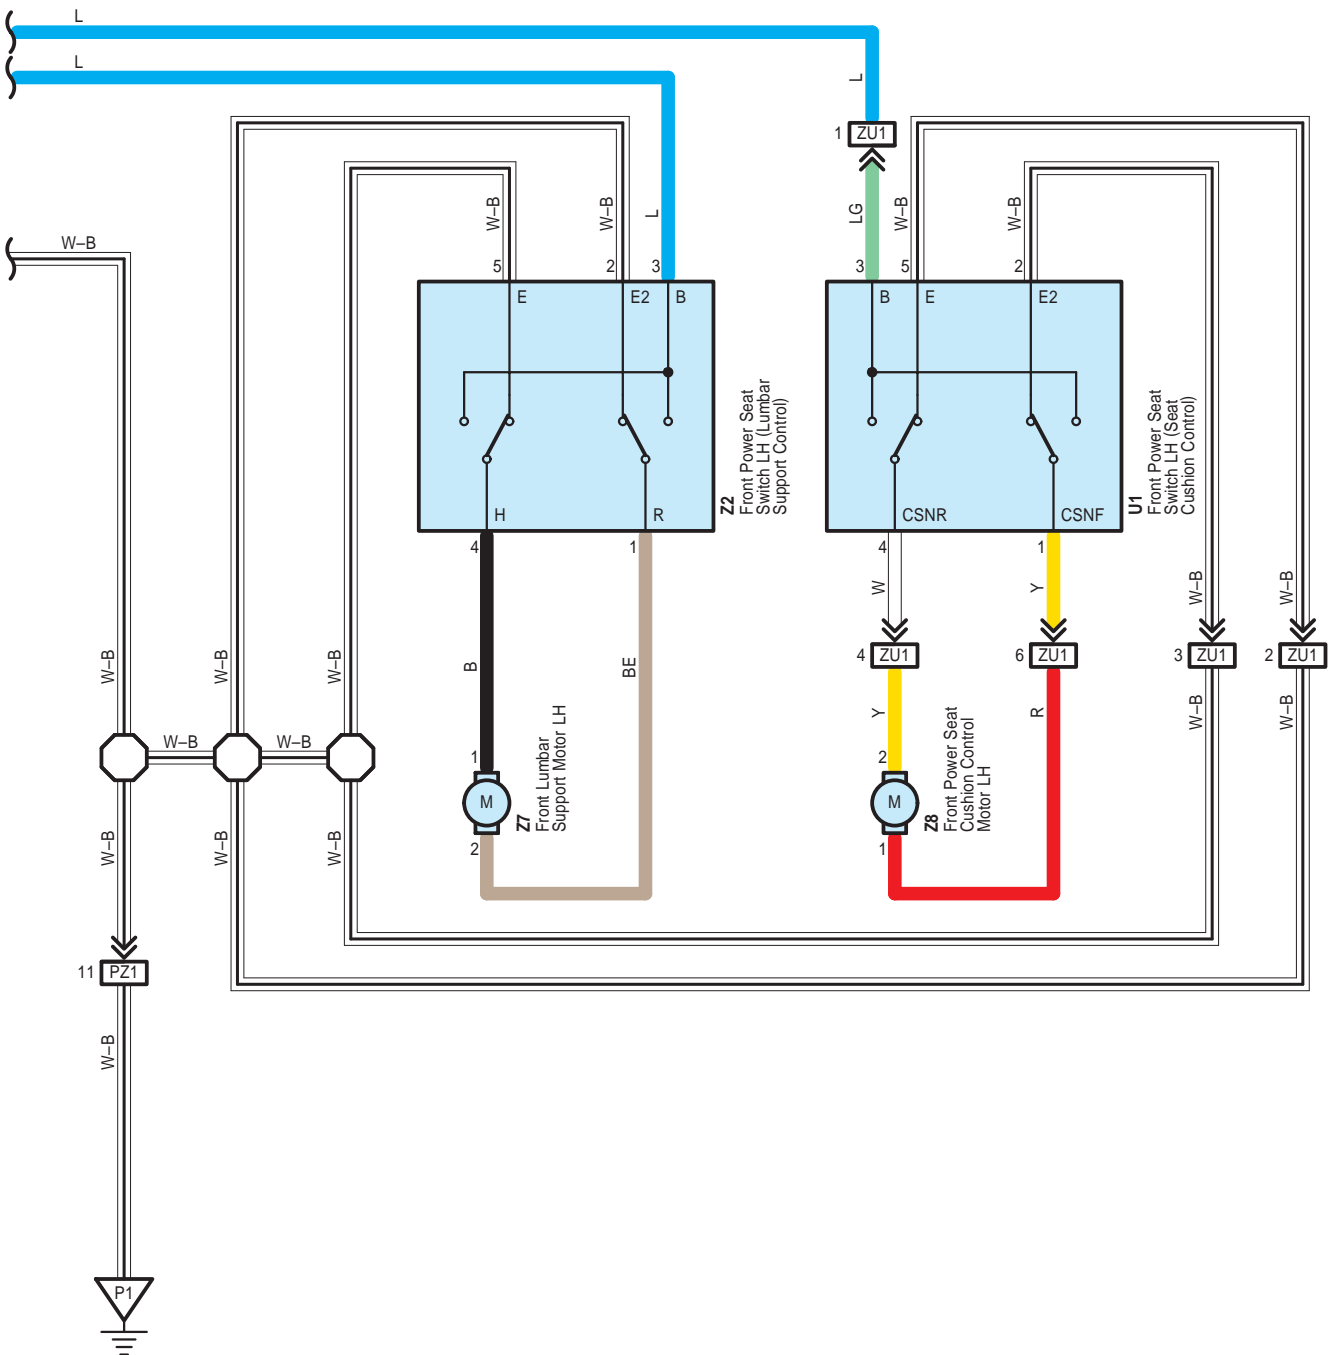 L
L
L
1 ZU1
W–B
W–B
W–B
L
LG
W–B
W–B
5
2
3
3
5
2
E
E2
B
B
E
E2
Z2
Front Power Seat
Switch LH (Lumbar
Support Control)
U1
Front Power Seat
Switch LH (Seat
Cushion Control)
H
R
CSNR
CSNF
4
1
4
1
W
Y
W–B
W–B
4 ZU1
6 ZU1
3 ZU1
2 ZU1
W–B
W–B
W–B
B
BE
Y
R
W–B
W–B
W–B
W–B
1
2
M
Z7
Front Lumbar
Support Motor LH
M
Z8
Front Power Seat
Cushion Control
Motor LH
2
1
W–B
W–B
W–B
11 PZ1
W–B
P1